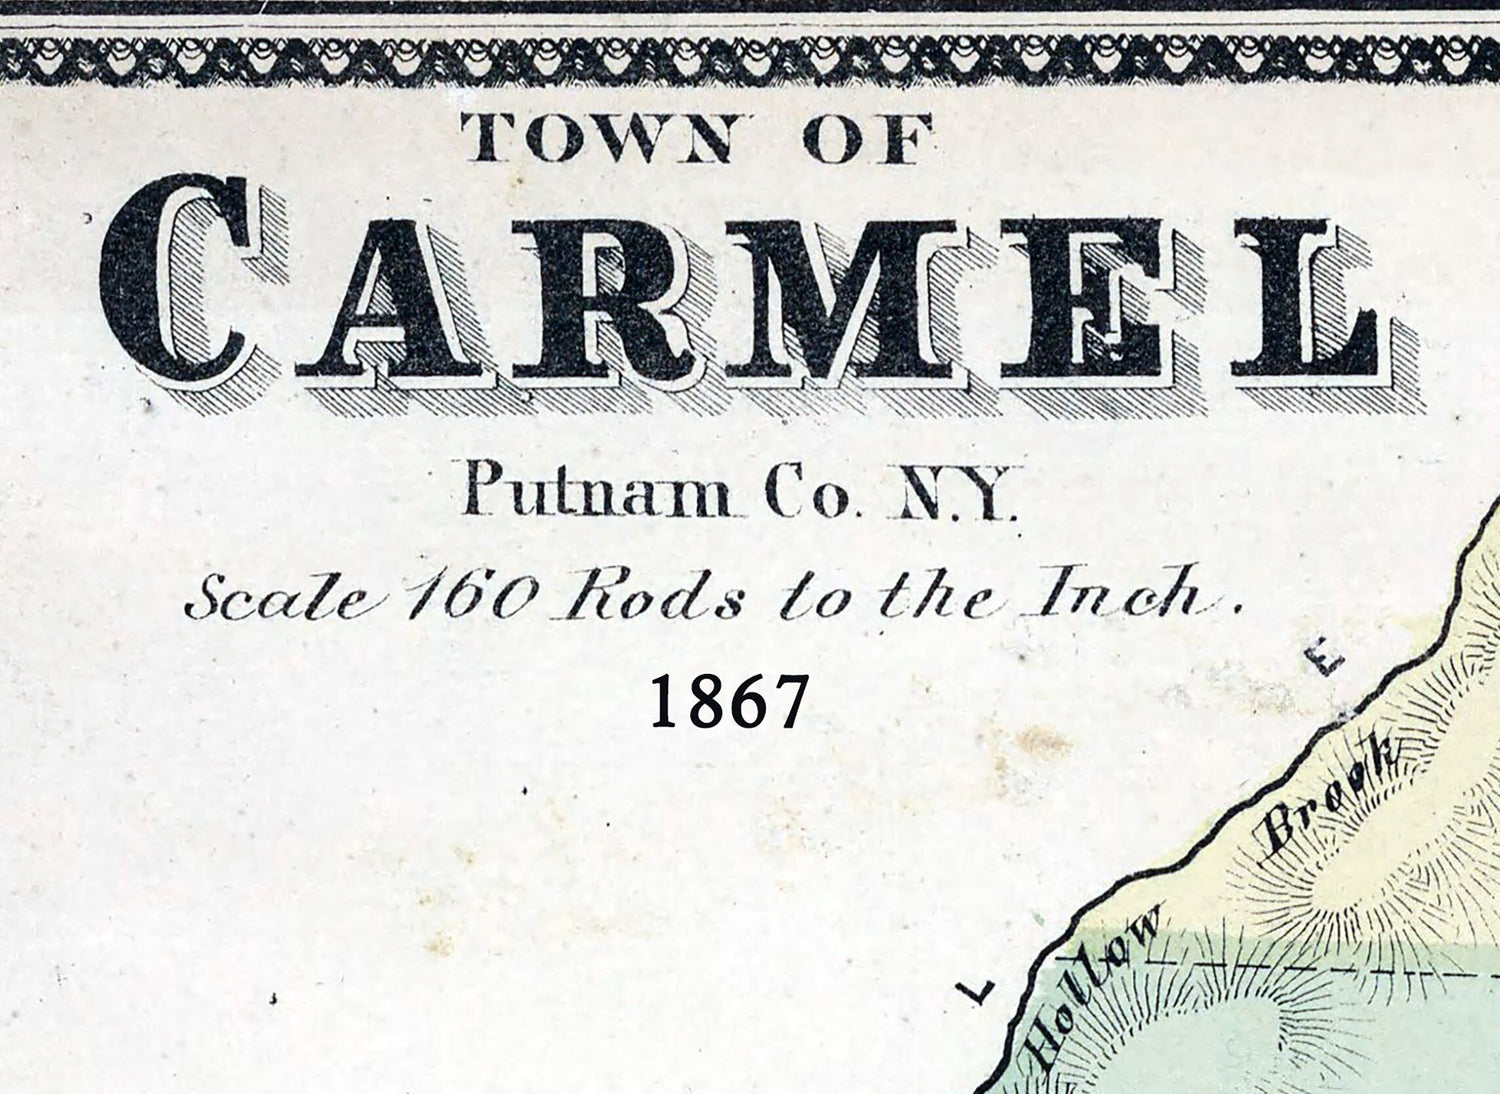 TOWN OF
CARMEL
Putnam Co. N.Y.
Scale 160 Rods to the Inch.
1867
E
Brook
Hollow
L